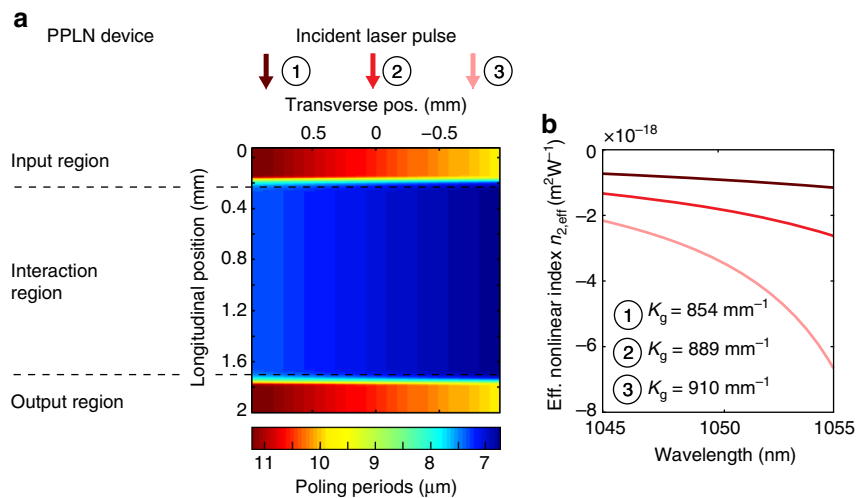 a
PPLN device
Incident laser pulse
1 2 3
Transverse pos. (mm)
0.5 0 −0.5
Input region
Interaction
region
Output region
Longitudinal position (mm)
0
0.4
0.8
1.2
1.6
2
11 10 9 8 7
Poling periods (μm)
b
×10−18
Eff. nonlinear index n2,eff (m2W−1)
0
−2
−4
−6
−8
1 Kg = 854 mm−1
2 Kg = 889 mm−1
3 Kg = 910 mm−1
1045 1050 1055
Wavelength (nm)